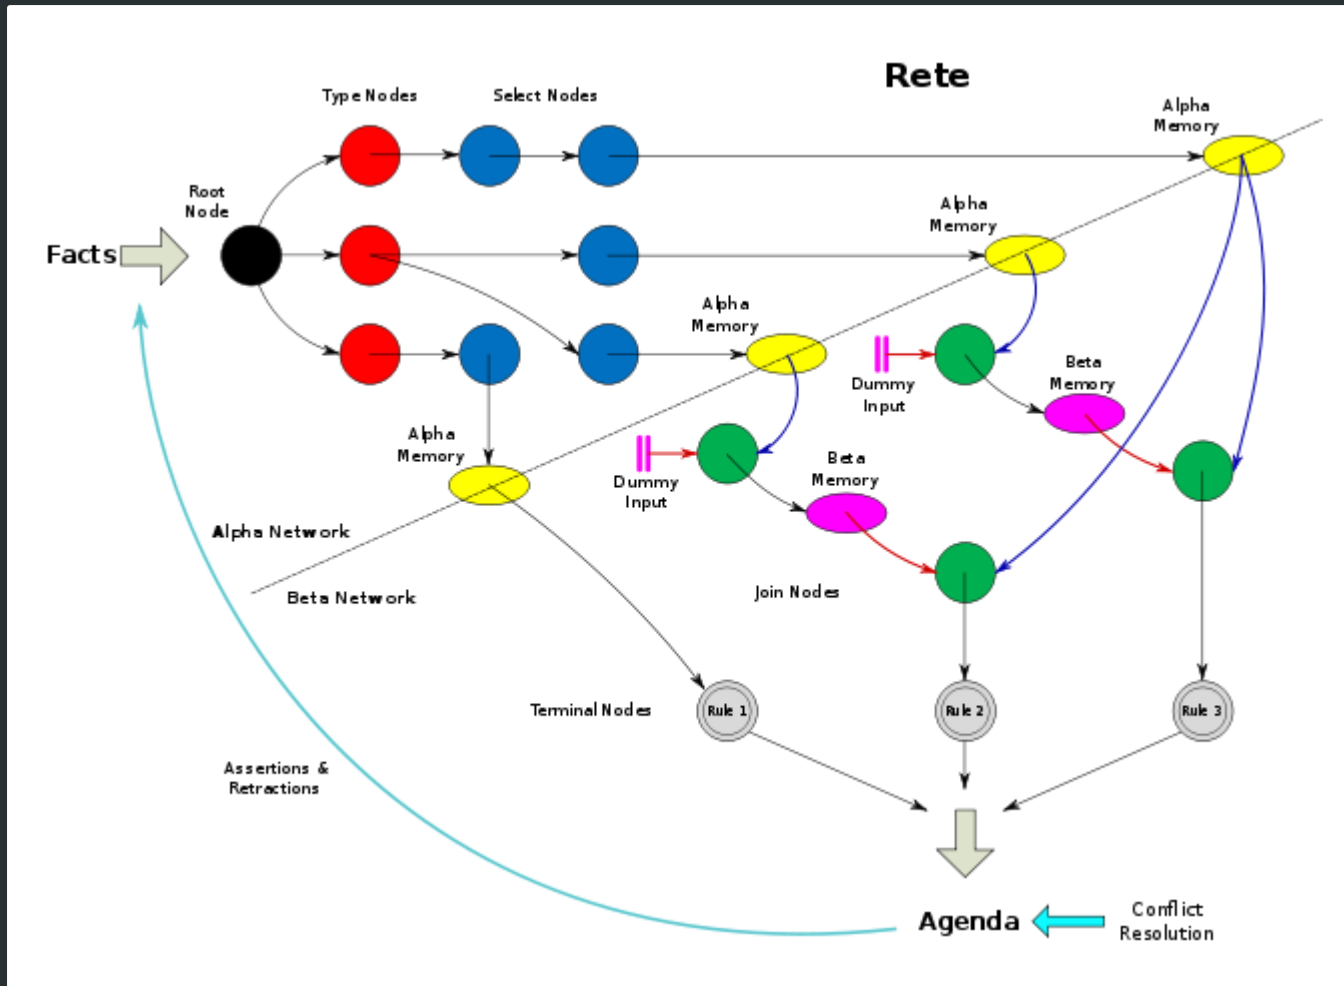 Rete
Type Nodes
Select Nodes
Alpha
Memory
Root
Node
Alpha
Memory
Facts
Alpha
Memory
Dummy
Input
Beta
Memory
Alpha
Memory
Dummy
Input
Beta
Memory
Alpha Network
Beta Network
Join Nodes
Terminal Nodes
Rule 1
Rule 2
Rule 3
Assertions &
Retractions
Agenda
Conflict
Resolution